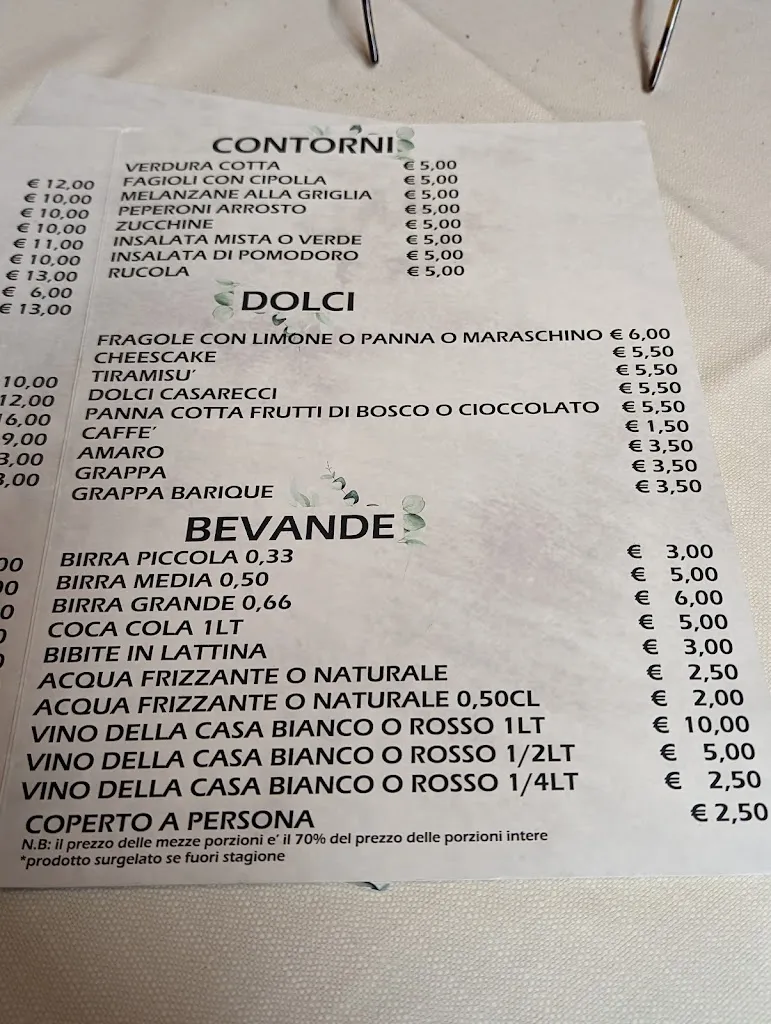 € 12,00
€ 10,00
€ 10,00
€ 10,00
€ 11,00
€ 10,00
€ 13,00
€ 6,00
€ 13,00
10,00
12,00
16,00
9,00
3,00
3,00
CONTORNI
VERDURA COTTA € 5,00
FAGIOLI CON CIPOLLA € 5,00
MELANZANE ALLA GRIGLIA € 5,00
PEPERONI ARROSTO € 5,00
ZUCCHINE € 5,00
INSALATA MISTA O VERDE € 5,00
INSALATA DI POMODORO € 5,00
RUCOLA € 5,00
DOLCI
FRAGOLE CON LIMONE O PANNA O MARASCHINO € 6,00
CHEESCAKE € 5,50
TIRAMISU' € 5,50
DOLCI CASARECCI € 5,50
PANNA COTTA FRUTTI DI BOSCO O CIOCCOLATO € 5,50
CAFFE' € 1,50
AMARO € 3,50
GRAPPA € 3,50
GRAPPA BARIQUE € 3,50
BEVANDE
BIRRA PICCOLA 0,33 € 3,00
BIRRA MEDIA 0,50 € 5,00
BIRRA GRANDE 0,66 € 6,00
COCA COLA 1LT € 5,00
BIBITE IN LATTINA € 3,00
ACQUA FRIZZANTE O NATURALE € 2,50
ACQUA FRIZZANTE O NATURALE 0,50CL € 2,00
VINO DELLA CASA BIANCO O ROSSO 1LT € 10,00
VINO DELLA CASA BIANCO O ROSSO 1/2LT € 5,00
VINO DELLA CASA BIANCO O ROSSO 1/4LT € 2,50
COPERTO A PERSONA € 2,50
N.B: il prezzo delle mezze porzioni e' il 70% del prezzo delle porzioni intere
*prodotto surgelato se fuori stagione